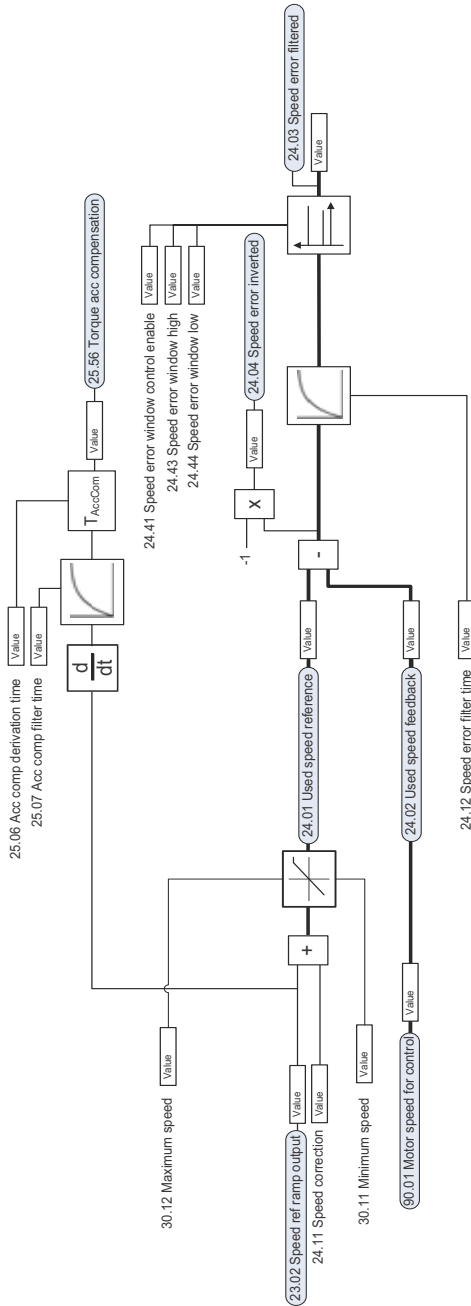 25.06 Acc comp derivation time
Value
25.07 Acc comp filter time
Value
d
dt
TAccCom
Value
25.56 Torque acc compensation
30.12 Maximum speed
Value
24.41 Speed error window control enable
Value
24.43 Speed error window high
Value
24.44 Speed error window low
Value
-1
X
Value
24.04 Speed error inverted
23.02 Speed ref ramp output
Value
24.11 Speed correction
Value
+
24.01 Used speed reference
Value
-
24.03 Speed error filtered
Value
30.11 Minimum speed
Value
90.01 Motor speed for control
Value
24.02 Used speed feedback
Value
24.12 Speed error filter time
Value